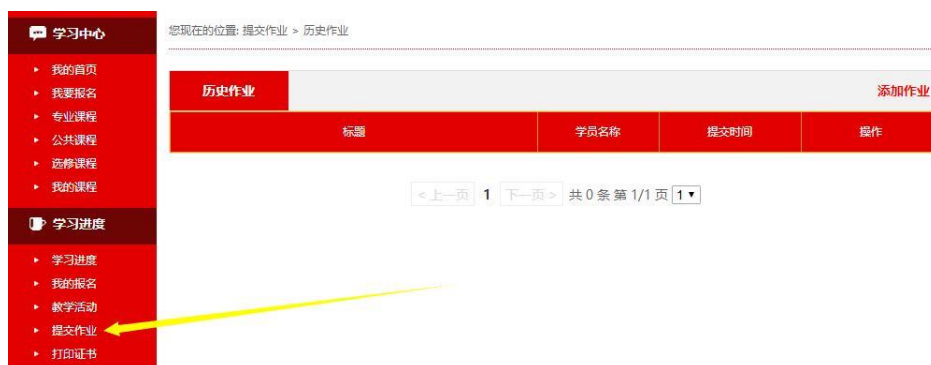 学习中心
我的首页
我要报名
专业课程
公共课程
选修课程
我的课程
学习进度
学习进度
我的报名
教学活动
提交作业
打印证书
您现在的位置: 提交作业 > 历史作业
历史作业 添加作业
标题 学员名称 提交时间 操作
< 上一页 1 下一页 > 共 0 条 第 1/1 页 1